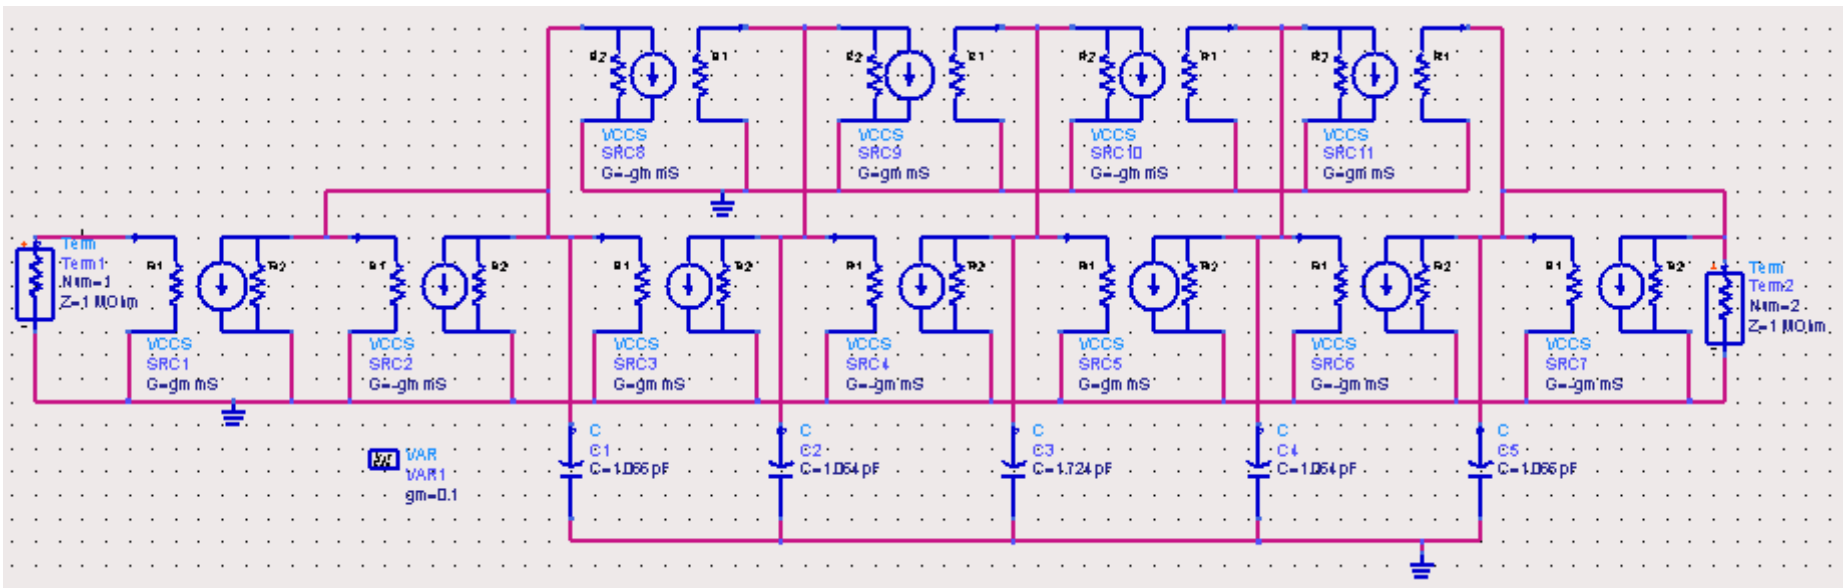 R2
R1
R2
R1
R2
R1
R2
R1
VCCS
SRC8
G=-gm mS
VCCS
SRC9
G=gm mS
VCCS
SRC10
G=-gm mS
VCCS
SRC11
G=gm mS
+
Term
Term1
Num=1
Z=1 MOhm
-
R1
R2
R1
R2
R1
R2
R1
R2
R1
R2
R1
R2
R1
R2
+
Term
Term2
Num=2
Z=1 MOhm
-
VCCS
SRC1
G=gm mS
VCCS
SRC2
G=-gm mS
VCCS
SRC3
G=gm mS
VCCS
SRC4
G=-gm mS
VCCS
SRC5
G=gm mS
VCCS
SRC6
G=-gm mS
VCCS
SRC7
G=-gm mS
VAR
VAR1
gm=0.1
C
C1
C=1.066 pF
C
C2
C=1.064 pF
C
C3
C=1.724 pF
C
C4
C=1.064 pF
C
C5
C=1.066 pF